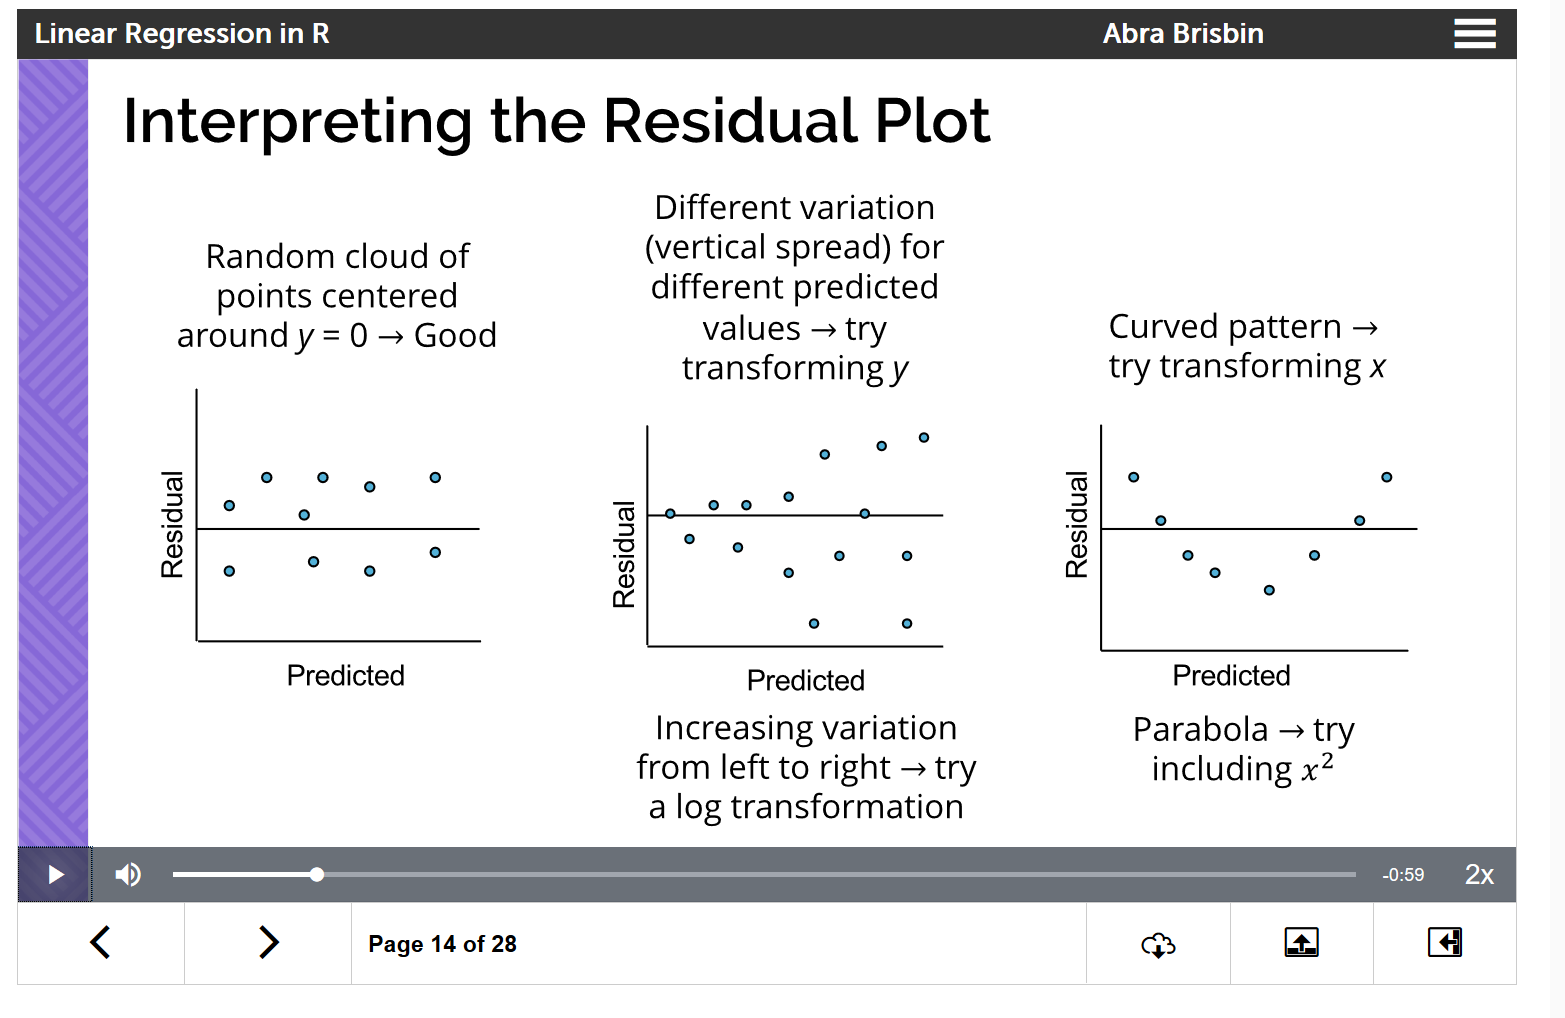 Linear Regression in R
Abra Brisbin
Interpreting the Residual Plot
Random cloud of
points centered
around y = 0 → Good
Residual
Predicted
Different variation
(vertical spread) for
different predicted
values → try
transforming y
Residual
Predicted
Increasing variation
from left to right → try
a log transformation
Curved pattern →
try transforming x
Residual
Predicted
Parabola → try
including x²
-0:59
2x
Page 14 of 28